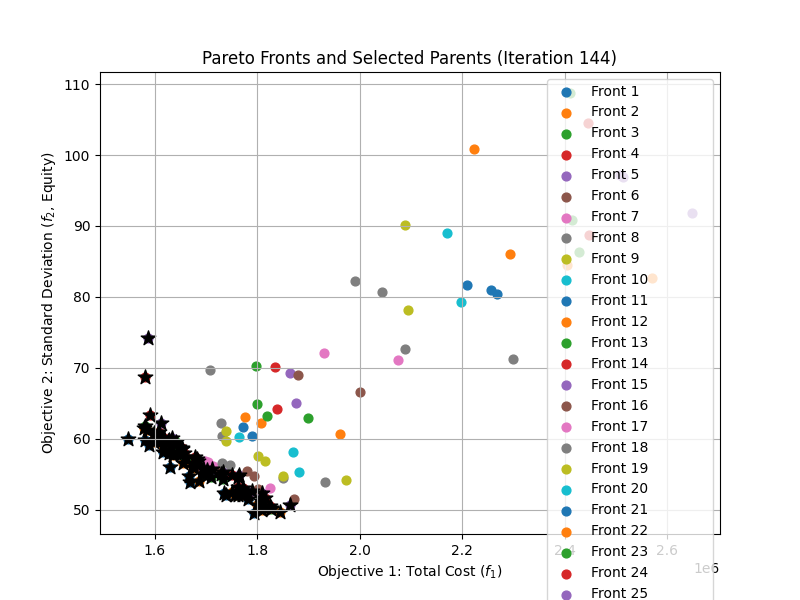 Pareto Fronts and Selected Parents (Iteration 144)
Objective 2: Standard Deviation (f₂, Equity)
110
100
90
80
70
60
50
1.6
1.8
2.0
2.2
2.4
2.6
1e6
Objective 1: Total Cost (f₁)
Front 1
Front 2
Front 3
Front 4
Front 5
Front 6
Front 7
Front 8
Front 9
Front 10
Front 11
Front 12
Front 13
Front 14
Front 15
Front 16
Front 17
Front 18
Front 19
Front 20
Front 21
Front 22
Front 23
Front 24
Front 25